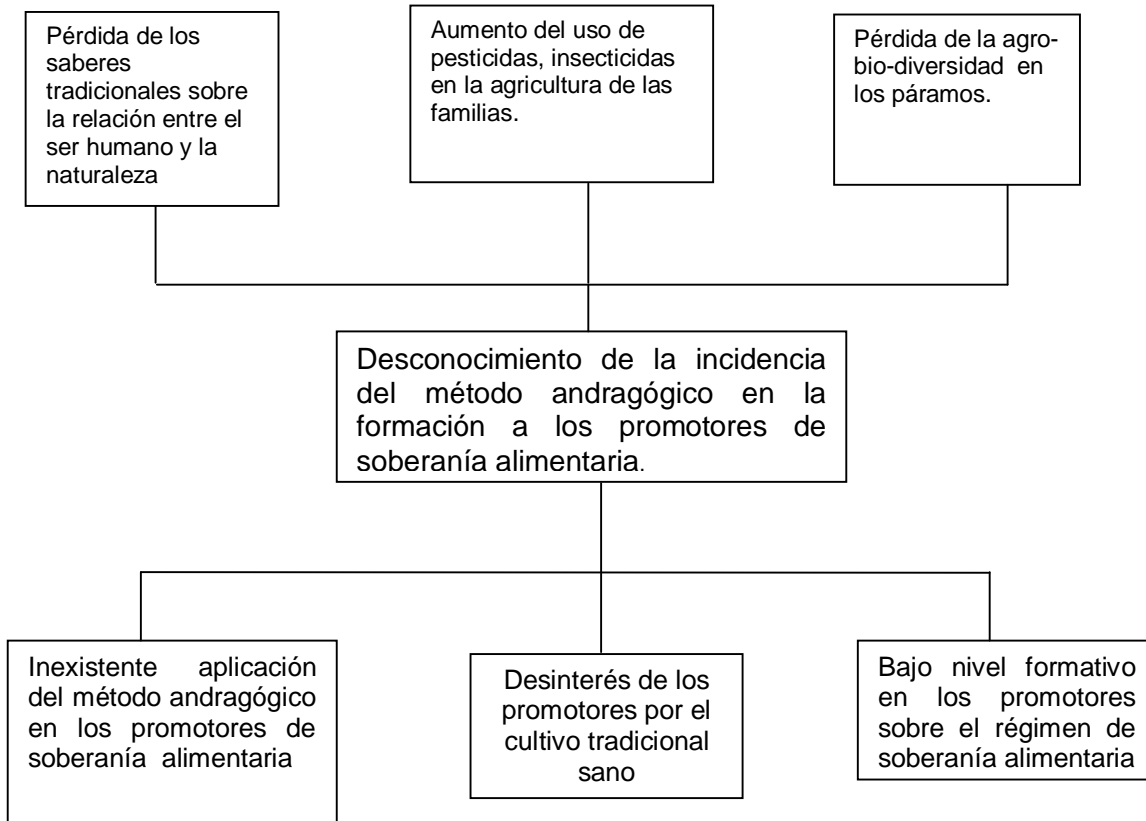 Pérdida de los
saberes
tradicionales sobre
la relación entre el
ser humano y la
naturaleza
Aumento del uso de
pesticidas, insecticidas
en la agricultura de las
familias.
Pérdida de la agro-
bio-diversidad en
los páramos.
Desconocimiento de la incidencia
del método andragógico en la
formación a los promotores de
soberanía alimentaria.
Inexistente aplicación
del método andragógico
en los promotores de
soberanía alimentaria
Desinterés de los
promotores por el
cultivo tradicional
sano
Bajo nivel formativo
en los promotores
sobre el régimen de
soberanía alimentaria